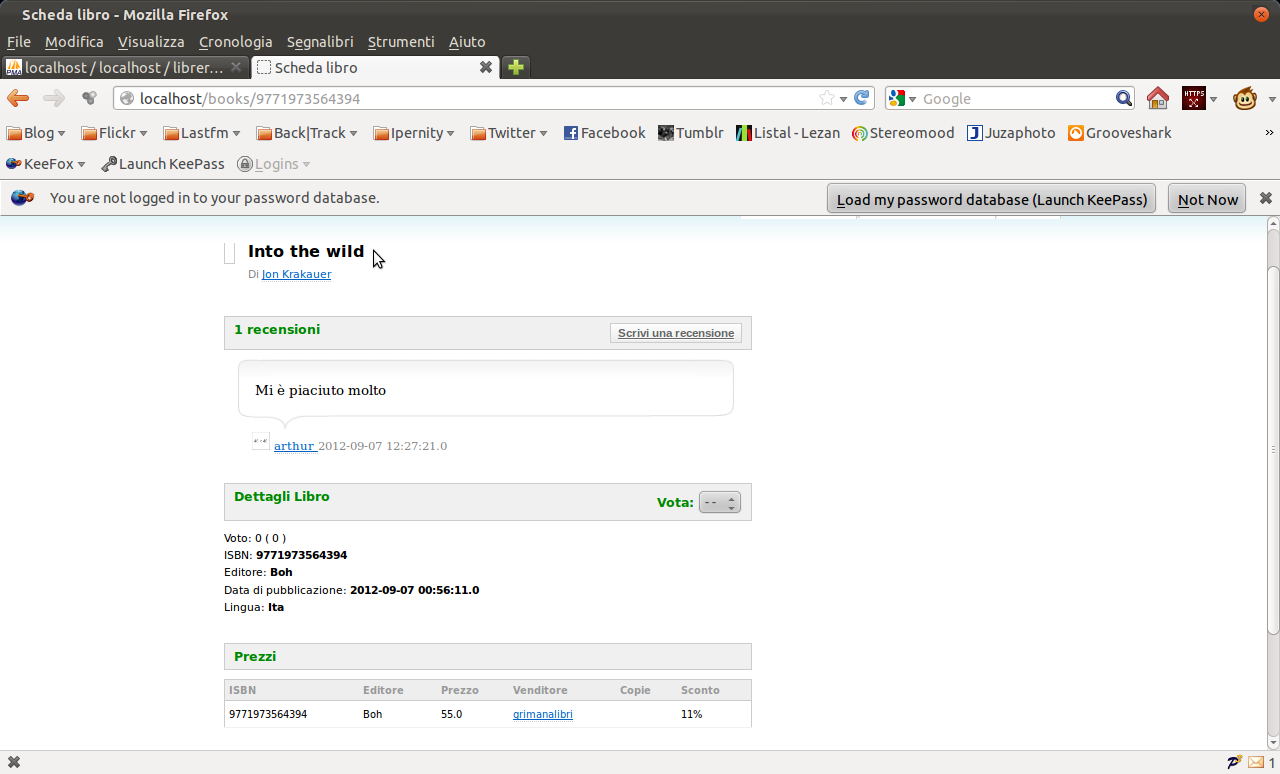 Scheda libro - Mozilla Firefox
File Modifica Visualizza Cronologia Segnalibri Strumenti Aiuto
localhost / localhost / librer... Scheda libro
localhost/books/9771973564394 Google HTTPS
Blog Flickr Lastfm Back|Track Ipernity Twitter Facebook Tumblr Listal - Lezan Stereomood Juzaphoto Grooveshark »
KeeFox Launch KeePass Logins
You are not logged in to your password database. Load my password database (Launch KeePass) Not Now
Into the wild
Di Jon Krakauer
1 recensioni Scrivi una recensione
Mi è piaciuto molto
arthur 2012-09-07 12:27:21.0
Dettagli Libro Vota: --
Voto: 0 ( 0 )
ISBN: 9771973564394
Editore: Boh
Data di pubblicazione: 2012-09-07 00:56:11.0
Lingua: Ita
Prezzi
ISBN Editore Prezzo Venditore Copie Sconto
9771973564394 Boh 55.0 grimanalibri 11%
1